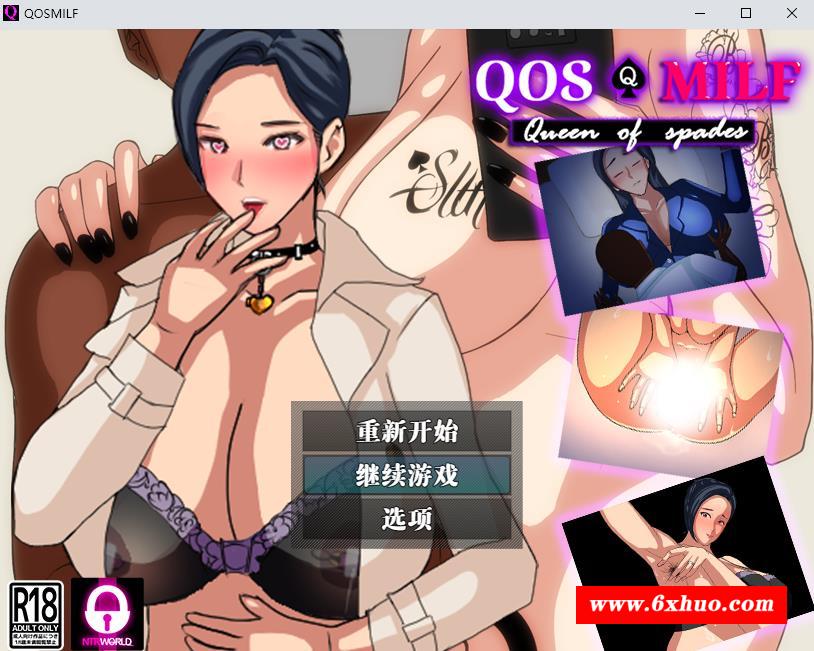 QOSMILF
QOS Q MILF
Queen of spades
Slut
重新开始
继续游戏
选项
R18
ADULT ONLY
NTRWORLD
www.6xhuo.com